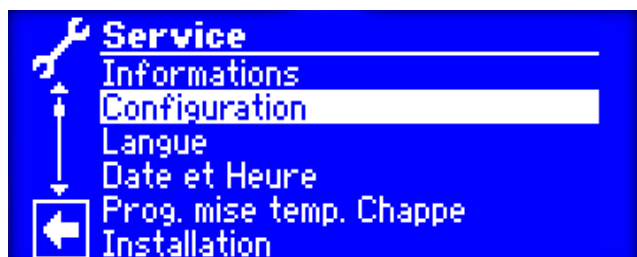 Service
Informations
Configuration
Langue
Date et Heure
Prog. mise temp. Chappe
Installation